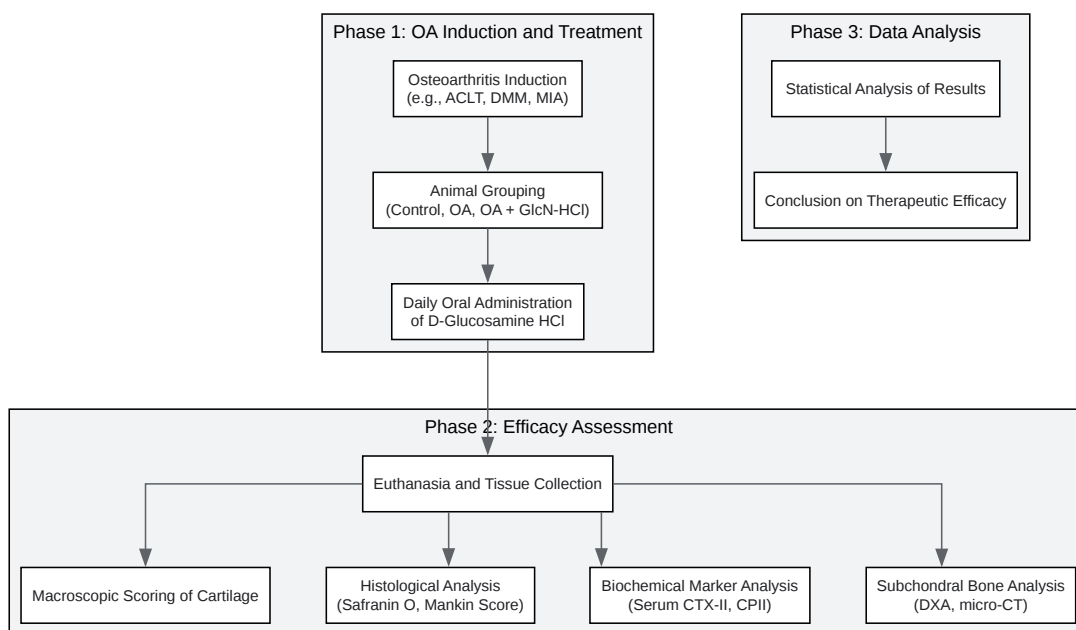 Phase 1: OA Induction and Treatment
Osteoarthritis Induction
(e.g., ACLT, DMM, MIA)
Animal Grouping
(Control, OA, OA + GlcN-HCl)
Daily Oral Administration
of D-Glucosamine HCl
Phase 3: Data Analysis
Statistical Analysis of Results
Conclusion on Therapeutic Efficacy
Phase 2: Efficacy Assessment
Euthanasia and Tissue Collection
Macroscopic Scoring of Cartilage
Histological Analysis
(Safranin O, Mankin Score)
Biochemical Marker Analysis
(Serum CTX-II, CPII)
Subchondral Bone Analysis
(DXA, micro-CT)